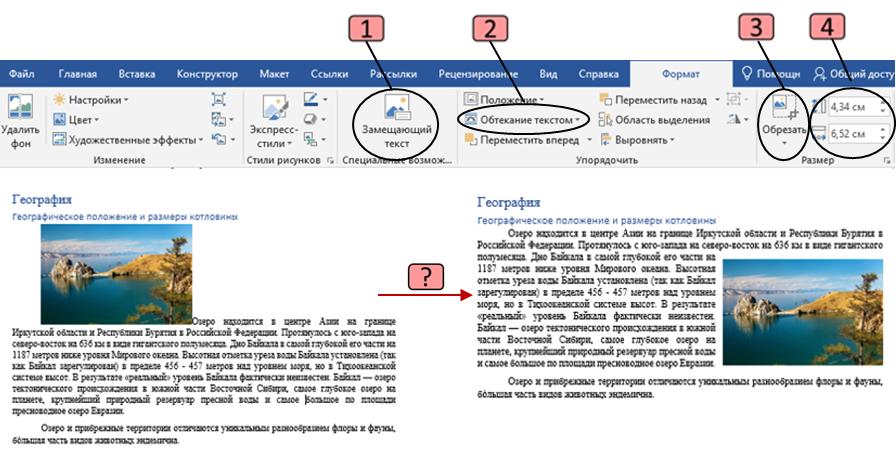 1 2 3 4
Файл Главная Вставка Конструктор Макет Ссылки Рассылки Рецензирование Вид Справка Формат Помощн Общий досту
Удалить фон
Настройки
Цвет
Художественные эффекты
Изменение
Экспресс-стили
Стили рисунков
Замещающий текст
Специальные возмож...
Положение
Обтекание текстом
Переместить вперед
Переместить назад
Область выделения
Выровнять
Упорядочить
Обрезать
4,34 см
6,52 см
Размер
География
Географическое положение и размеры котловины
Озеро находится в центре Азии на границе
Иркутской области и Республики Бурятия в Российской Федерации. Протянулось с юго-запада на
северо-восток на 636 км в виде гигантского полумесяца. Дно Байкала в самой глубокой его части на
1187 метров ниже уровня Мирового океана. Высотная отметка уреза воды Байкала установлена (так
как Байкал зарегулирован) в пределе 456 - 457 метров над уровнем моря, но в Тихоокеанской
системе высот. В результате «реальный» уровень Байкала фактически неизвестен. Байкал — озеро
тектонического происхождения в южной части Восточной Сибири, самое глубокое озеро на
планете, крупнейший природный резервуар пресной воды и самое большое по площади
пресноводное озеро Евразии.
Озеро и прибрежные территории отличаются уникальным разнообразием флоры и фауны,
бо́льшая часть видов животных эндемична.
?
География
Географическое положение и размеры котловины
Озеро находится в центре Азии на границе Иркутской области и Республики Бурятия в
Российской Федерации. Протянулось с юго-запада на северо-восток на 636 км в виде гигантского
полумесяца. Дно Байкала в самой глубокой его части на
1187 метров ниже уровня Мирового океана. Высотная
отметка уреза воды Байкала установлена (так как Байкал
зарегулирован) в пределе 456 - 457 метров над уровнем
моря, но в Тихоокеанской системе высот. В результате
«реальный» уровень Байкала фактически неизвестен.
Байкал — озеро тектонического происхождения в южной
части Восточной Сибири, самое глубокое озеро на
планете, крупнейший природный резервуар пресной воды
и самое большое по площади пресноводное озеро Евразии.
Озеро и прибрежные территории отличаются уникальным разнообразием флоры и фауны,
бо́льшая часть видов животных эндемична.